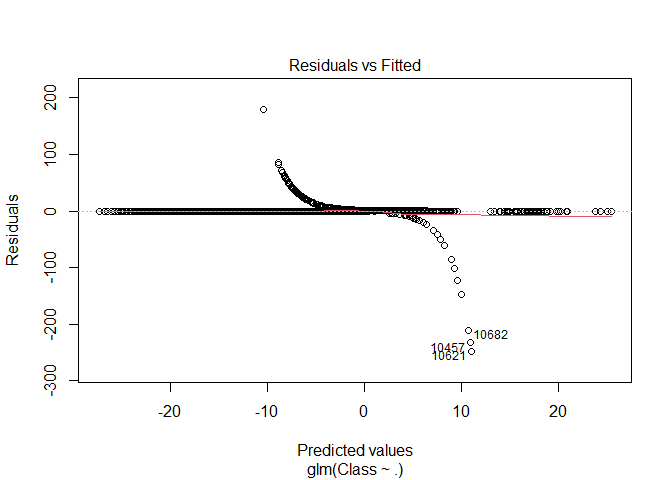 Residuals vs Fitted
200
100
0
-100
-200
-300
Residuals
10682
10457
10621
-20 -10 0 10 20
Predicted values
glm(Class ~ .)